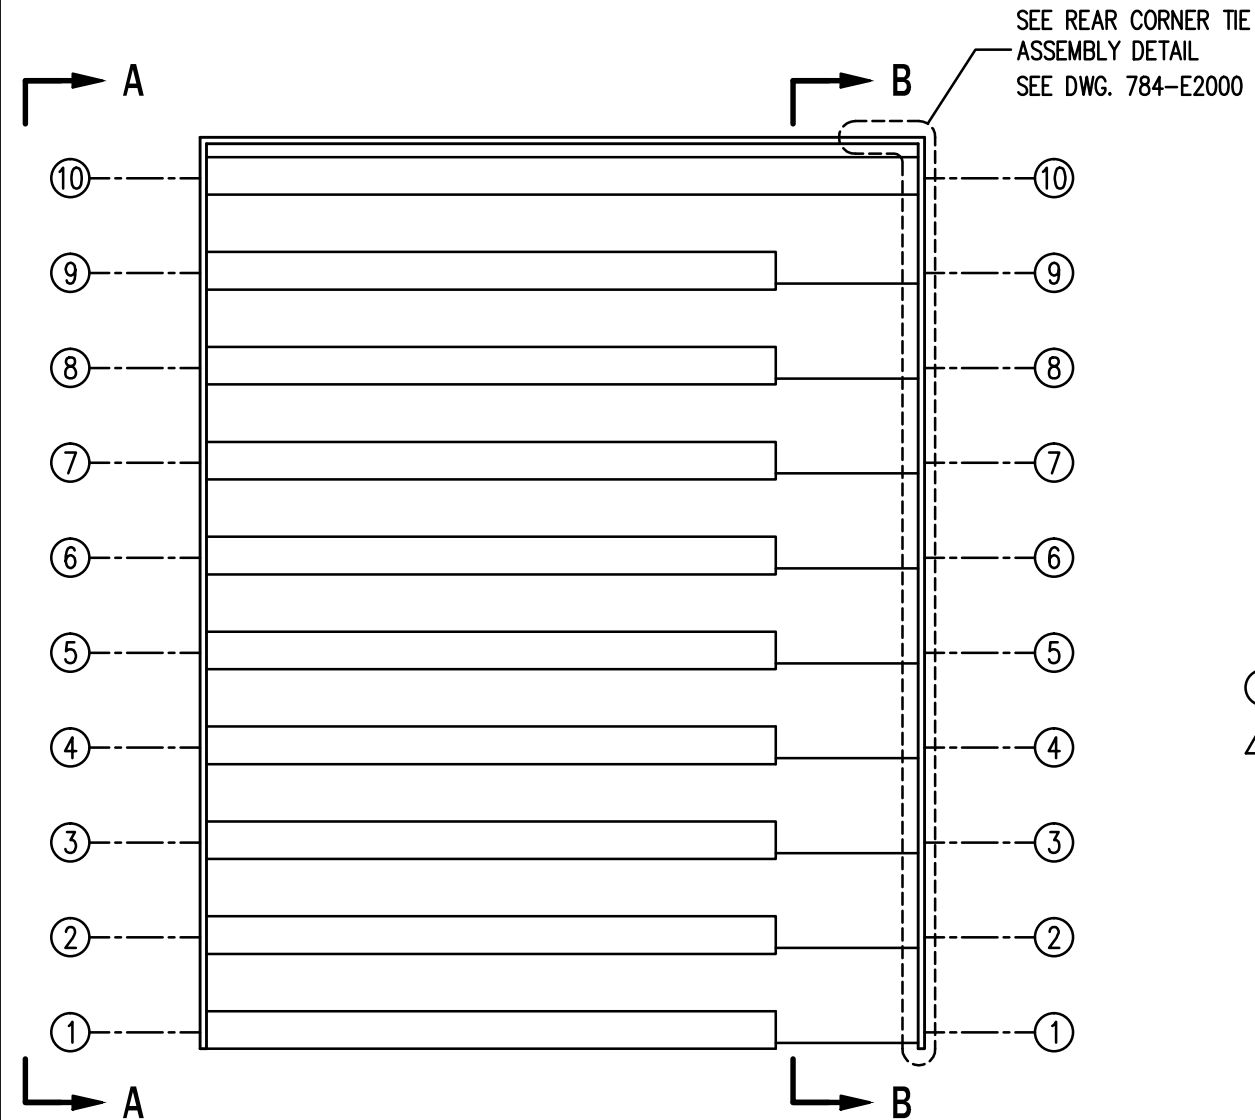 SEE REAR CORNER TIE
ASSEMBLY DETAIL
SEE DWG. 784-E2000
A B
10 10
9 9
8 8
7 7
6 6
5 5
4 4
3 3
2 2
1 1
A B